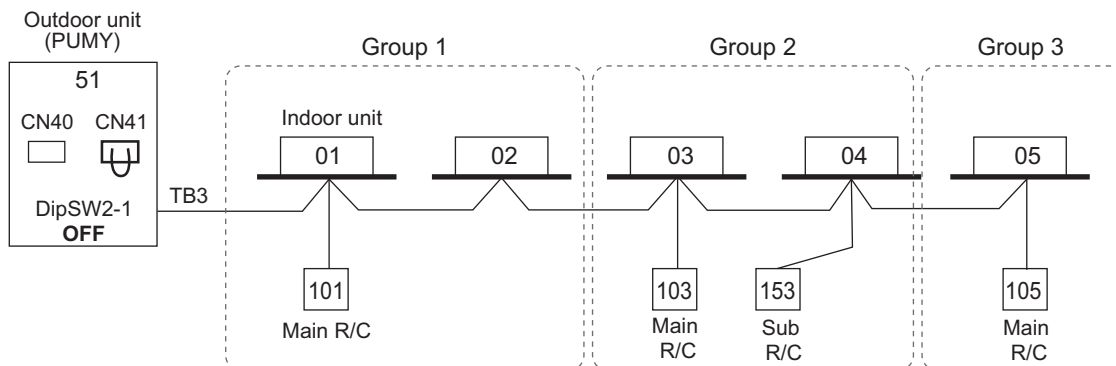 Outdoor unit
(PUMY)
51
CN40 CN41
DipSW2-1
OFF
TB3
Group 1
Group 2
Group 3
Indoor unit
01
02
03
04
05
101
Main R/C
103
Main
R/C
153
Sub
R/C
105
Main
R/C